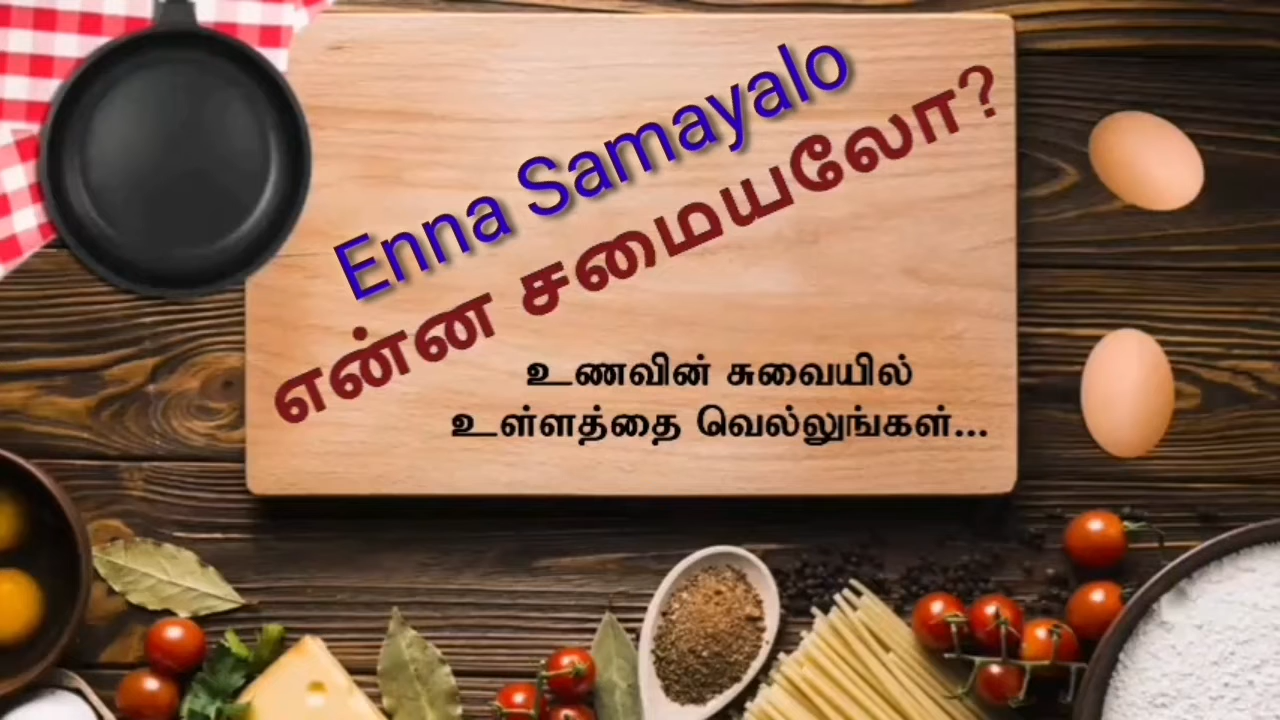 Enna Samayalo
என்ன சமையலோ?
உணவின் சுவையில்
உள்ளத்தை வெல்லுங்கள்...